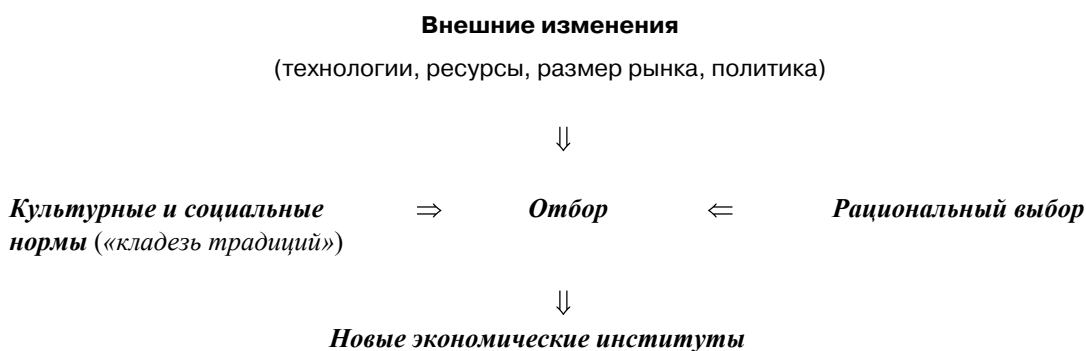 Внешние изменения
(технологии, ресурсы, размер рынка, политика)
⇓
Культурные и социальные ⇒ Отбор ⇐ Рациональный выбор
нормы («кладезь традиций»)
⇓
Новые экономические институты